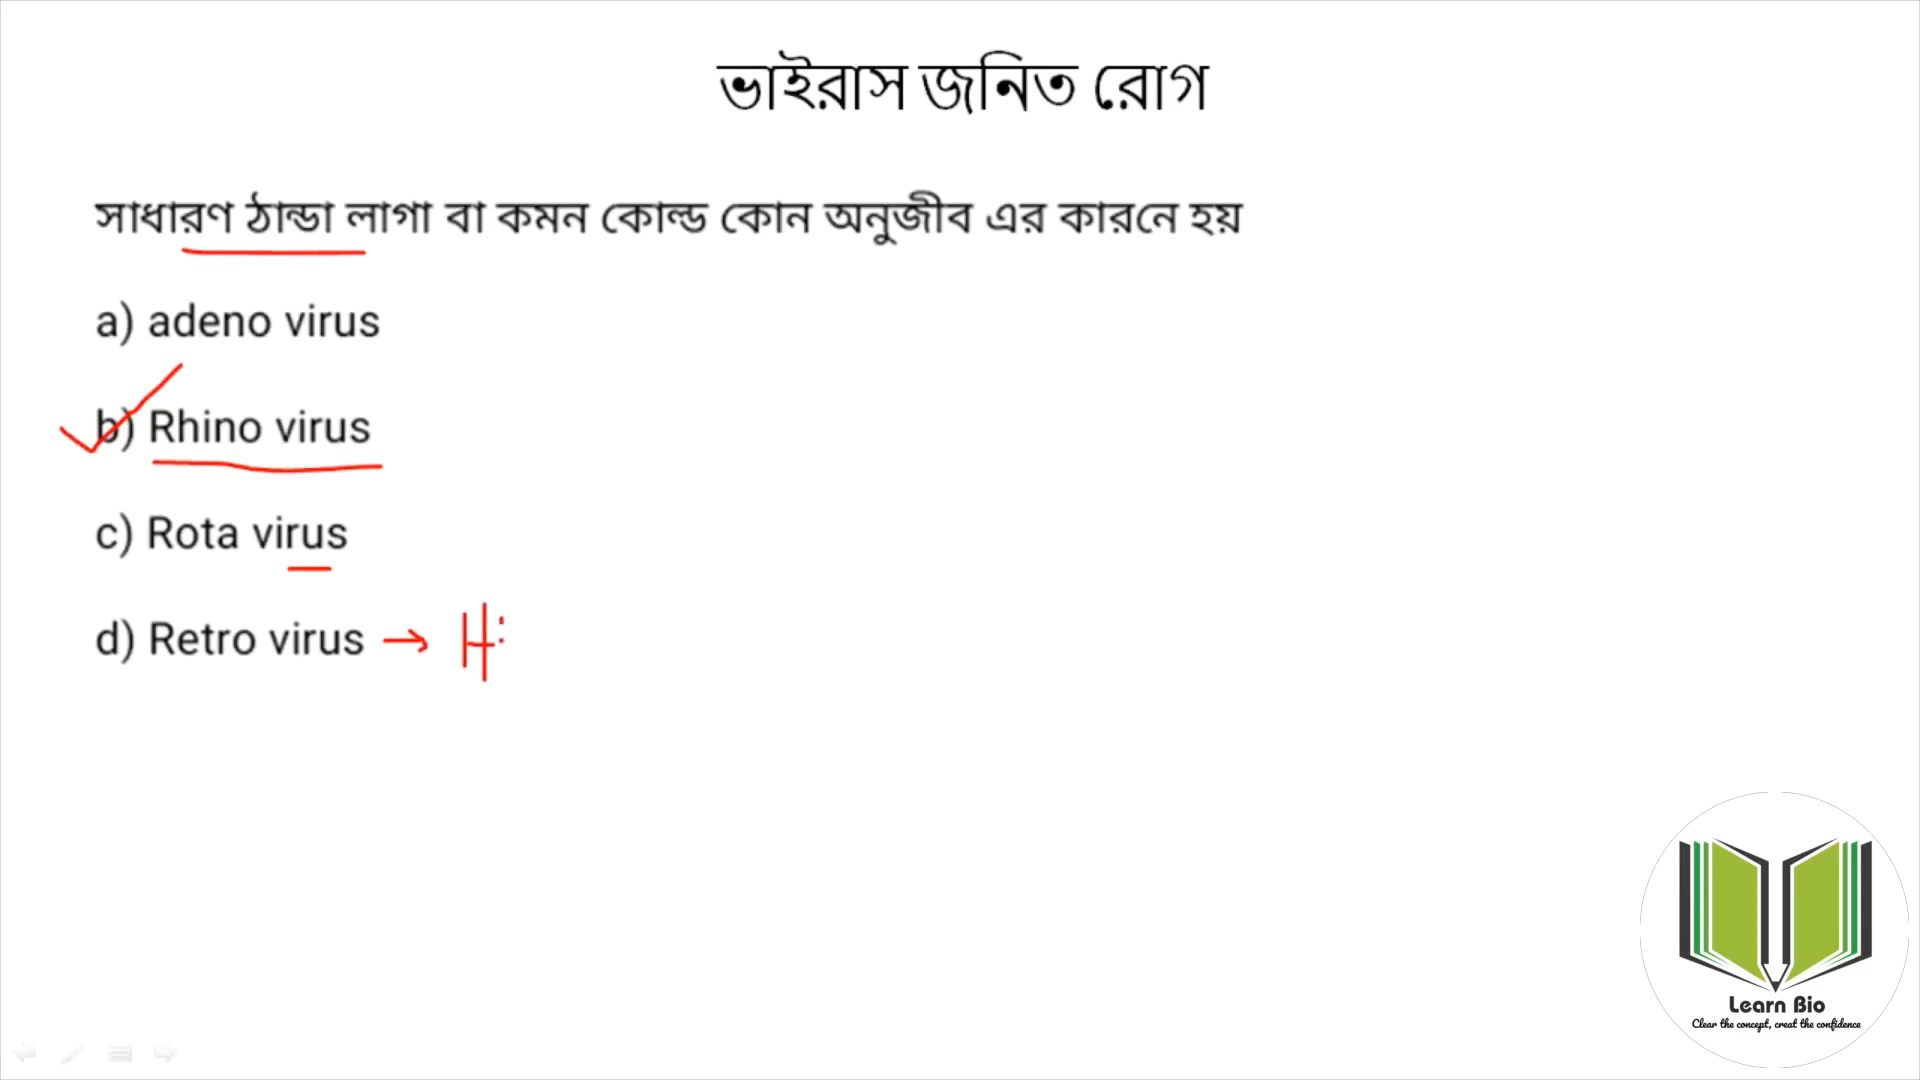 ভাইরাস জনিত রোগ
সাধারণ ঠান্ডা লাগা বা কমন কোল্ড কোন অনুজীব এর কারনে হয়
a) adeno virus
b) Rhino virus
c) Rota virus
d) Retro virus → H
Learn Bio
Clear the concept, creat the confidence